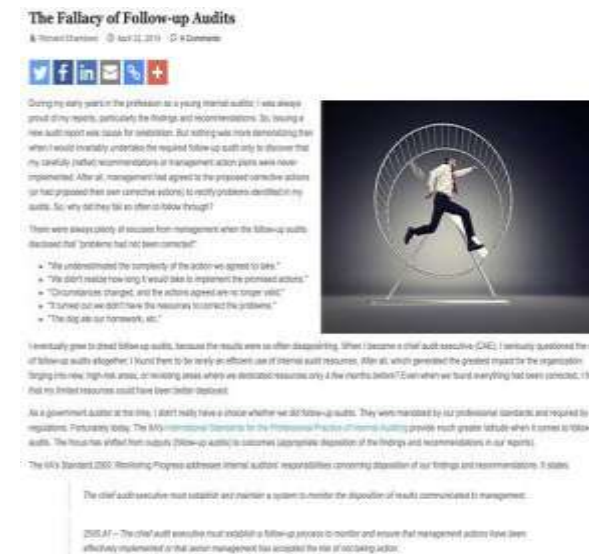 The Fallacy of Follow-up Audits
Richard Chambers April 22, 2019 4 Comments
During my early years in the profession as a young internal auditor, I was always
proud of my reports, particularly the findings and recommendations. So, issuing a
new audit report was cause for celebration. But nothing was more demoralizing than
when I would invariably undertake the required follow-up audit only to discover that
my carefully crafted recommendations or management action plans were never
implemented. After all, management had agreed to the proposed corrective actions
(or had proposed their own corrective actions) to rectify problems identified in my
audits. So, why did they fail so often to follow through?
There were always plenty of excuses from management when the follow-up audits
disclosed that "problems had not been corrected":
"We underestimated the complexity of the action we agreed to take."
"We didn't realize how long it would take to implement the promised actions."
"Circumstances changed, and the actions agreed are no longer valid."
"It turned out we didn't have the resources to correct the problems."
"The dog ate our homework, etc."
I eventually grew to dread follow-up audits, because the results were so often disappointing. When I became a chief audit executive (CAE), I seriously questioned the
of follow-up audits altogether. I found them to be rarely an efficient use of internal audit resources. After all, which generated the greatest impact for the organization:
forging into new, high-risk areas, or revisiting areas where we dedicated resources only a few months before? Even when we found everything had been corrected, I
that my limited resources could have been better deployed.
As a government auditor at the time, I didn't really have a choice whether we did follow-up audits. They were mandated by our professional standards and required by
regulations. Fortunately today, The IIA's International Standards for the Professional Practice of Internal Auditing provide much greater latitude when it comes to follow
audits. The focus has shifted from outputs (follow-up audits) to outcomes (appropriate disposition of the findings and recommendations in our reports).
The IIA's Standard 2500: Monitoring Progress addresses internal auditors' responsibilities concerning disposition of our findings and recommendations. It states:
The chief audit executive must establish and maintain a system to monitor the disposition of results communicated to management.
2500.A1 – The chief audit executive must establish a follow-up process to monitor and ensure that management actions have been
effectively implemented or that senior management has accepted the risk of not taking action.